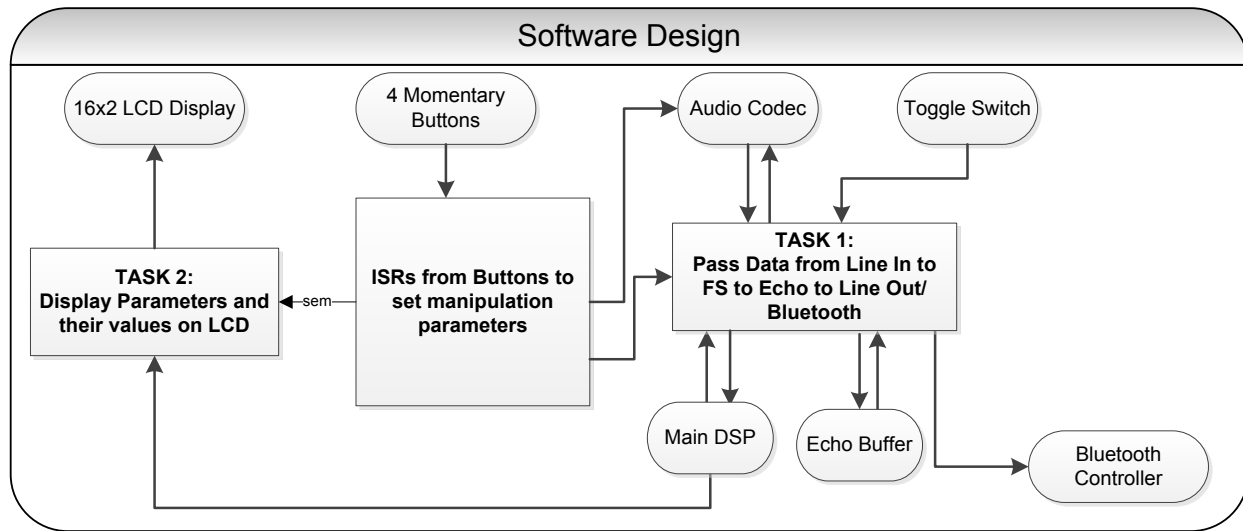 Software Design
16x2 LCD Display
4 Momentary
Buttons
Audio Codec
Toggle Switch
TASK 2:
Display Parameters and
their values on LCD
sem
ISRs from Buttons to
set manipulation
parameters
TASK 1:
Pass Data from Line In to
FS to Echo to Line Out/
Bluetooth
Main DSP
Echo Buffer
Bluetooth
Controller